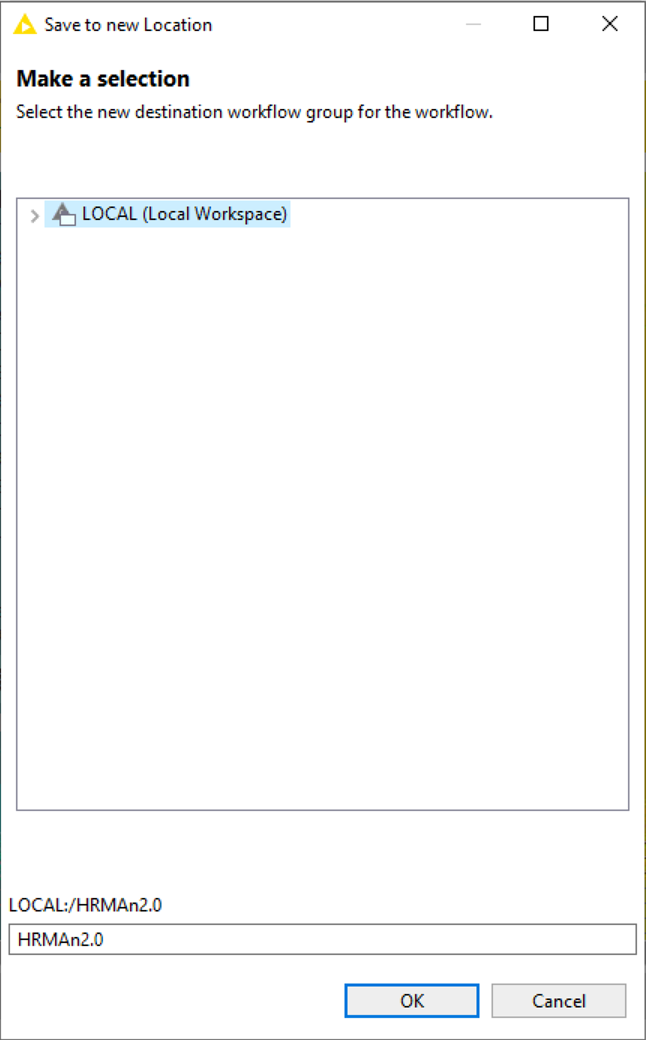 Save to new Location
Make a selection
Select the new destination workflow group for the workflow.
LOCAL (Local Workspace)
LOCAL:/HRMAn2.0
HRMAn2.0
OK Cancel